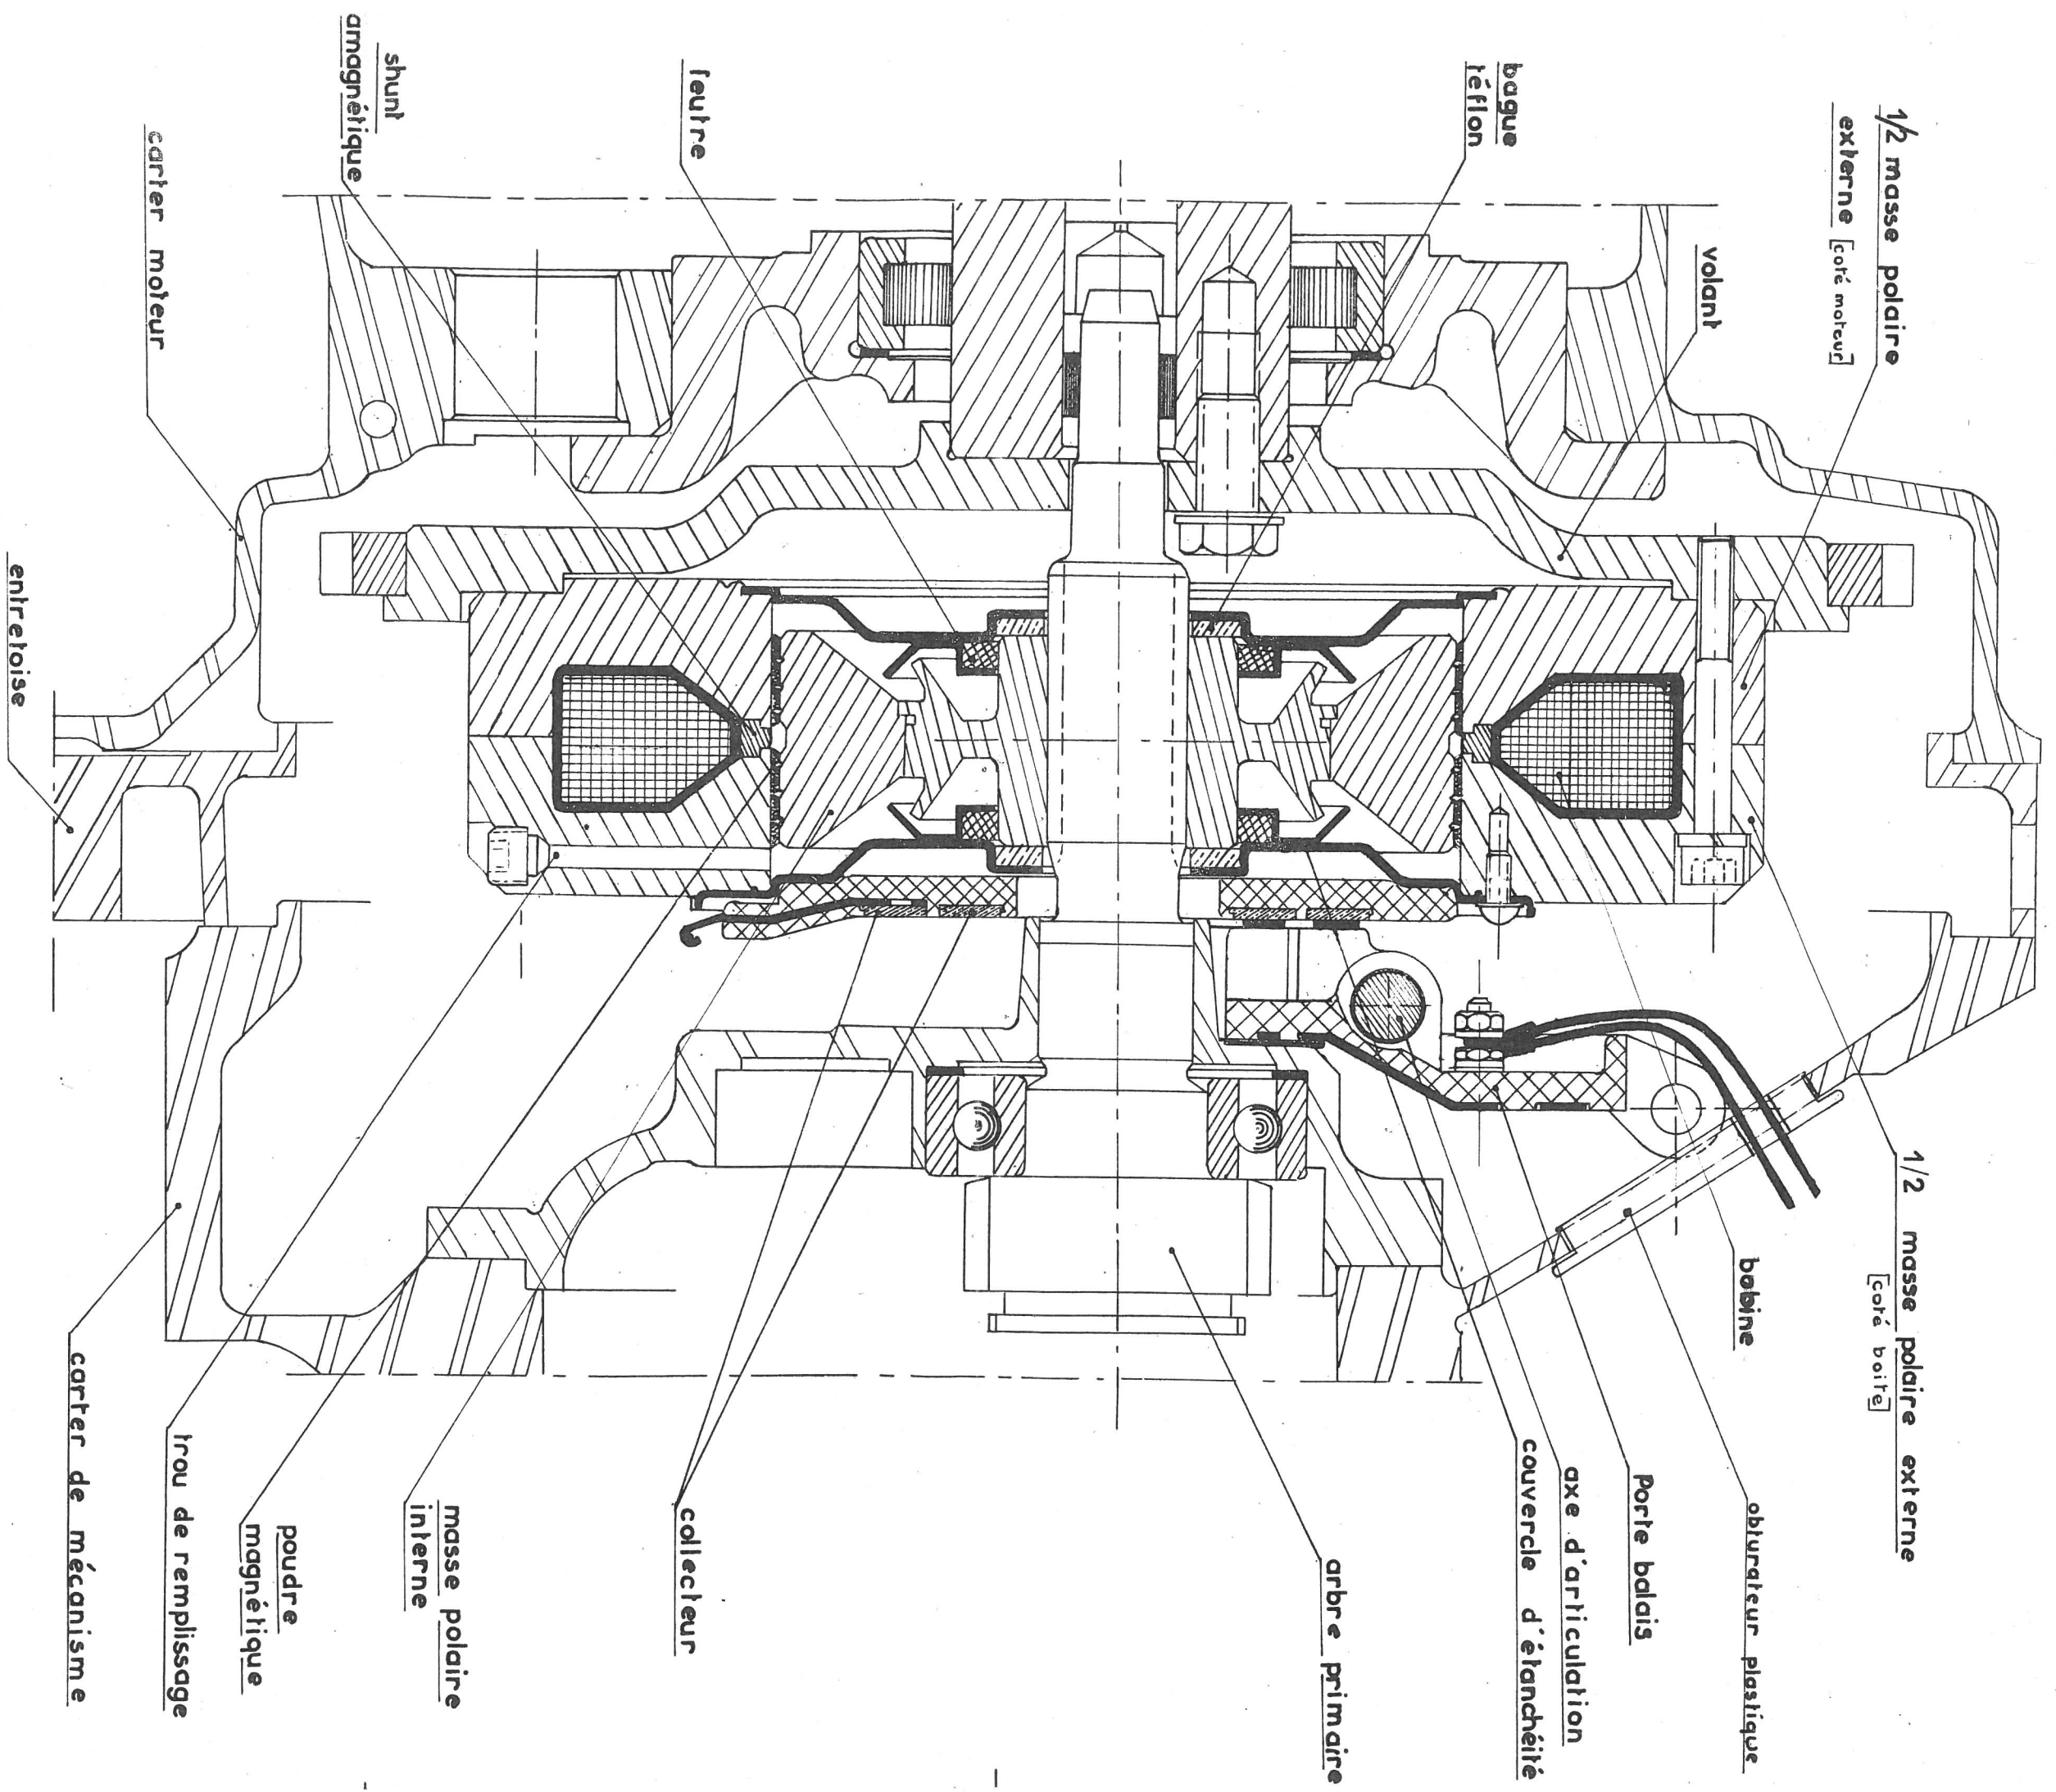 1/2 masse polaire
externe [coté moteur]
volant
bague
téflon
feutre
shunt
amagnétique
carter moteur
entretoise
1/2 masse polaire externe
[coté boite]
bobine
obturateur plastique
Porte balais
axe d'articulation
couvercle d'étanchéité
arbre primaire
collecteur
masse polaire
interne
poudre
magnétique
trou de remplissage
carter de mécanisme